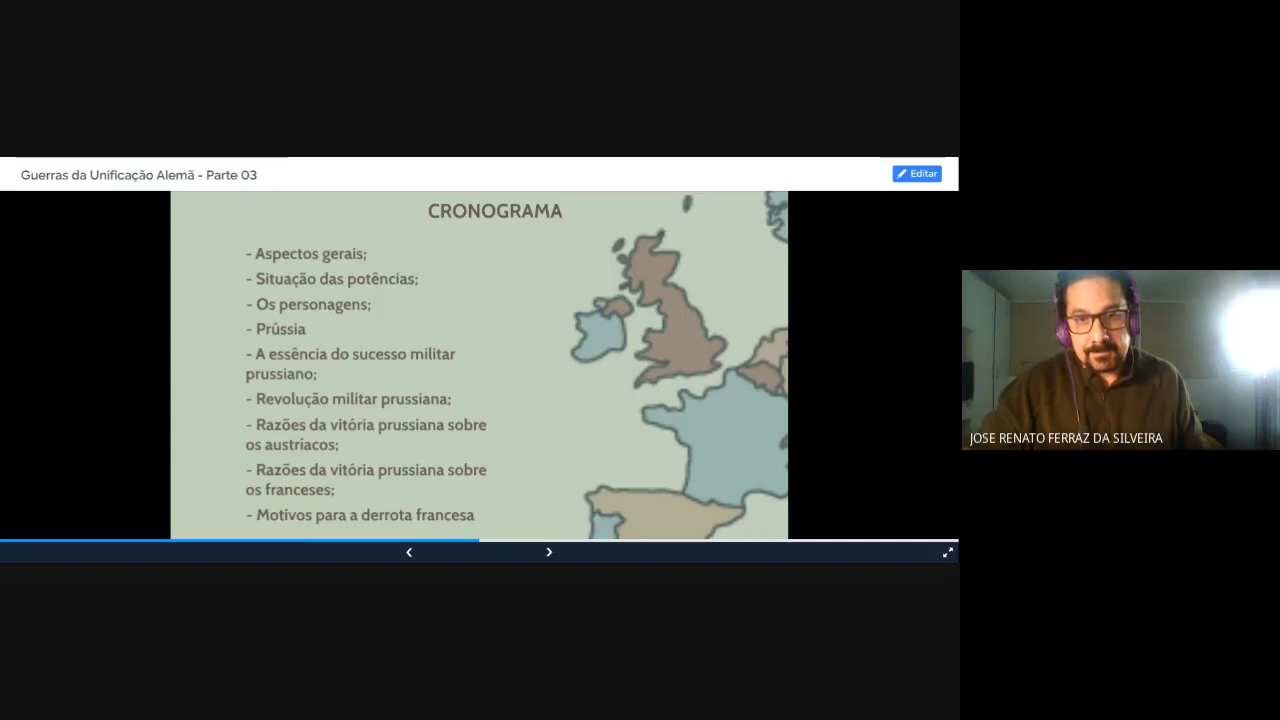 Guerras da Unificação Alemã - Parte 03
Editar
CRONOGRAMA
- Aspectos gerais;
- Situação das potências;
- Os personagens;
- Prússia
- A essência do sucesso militar
prussiano;
- Revolução militar prussiana;
- Razões da vitória prussiana sobre
os austríacos;
- Razões da vitória prussiana sobre
os franceses;
- Motivos para a derrota francesa
JOSE RENATO FERRAZ DA SILVEIRA